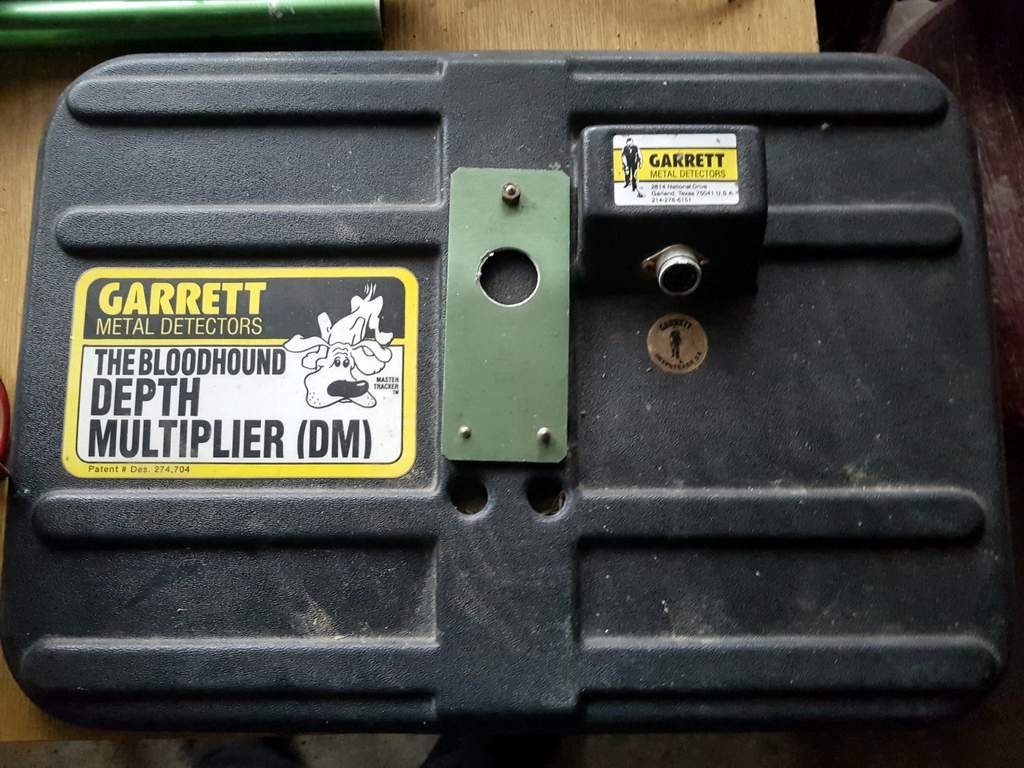 GARRETT
METAL DETECTORS
2814 National Drive
Garland, Texas 75041 U.S.A.
214-278-6151
GARRETT
METAL DETECTORS
THE BLOODHOUND
DEPTH
MULTIPLIER (DM)
MASTER
TRACKER
TM
Patent # Des. 274,704
GARRETT